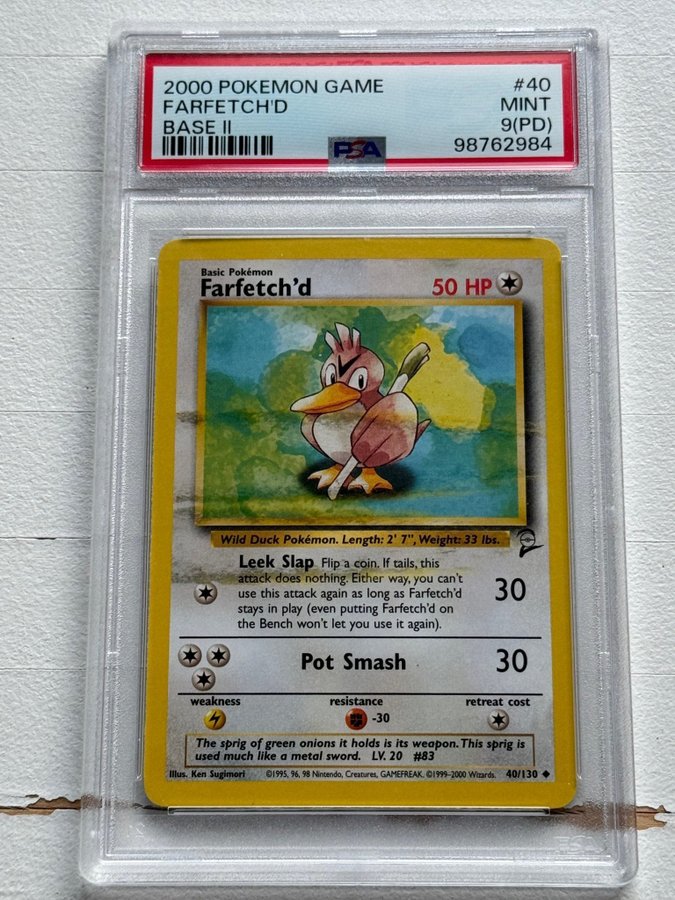 2000 POKEMON GAME #40
FARFETCH'D MINT
BASE II 9(PD)
PSA 98762984
Basic Pokémon
Farfetch'd 50 HP
Wild Duck Pokémon. Length: 2' 7", Weight: 33 lbs.
Leek Slap Flip a coin. If tails, this
attack does nothing. Either way, you can't
use this attack again as long as Farfetch'd
stays in play (even putting Farfetch'd on
the Bench won't let you use it again).
30
Pot Smash 30
weakness resistance retreat cost
-30
The sprig of green onions it holds is its weapon. This sprig is
used much like a metal sword. LV. 20 #83
Illus. Ken Sugimori ©1995, 96, 98 Nintendo, Creatures, GAMEFREAK. ©1999-2000 Wizards. 40/130